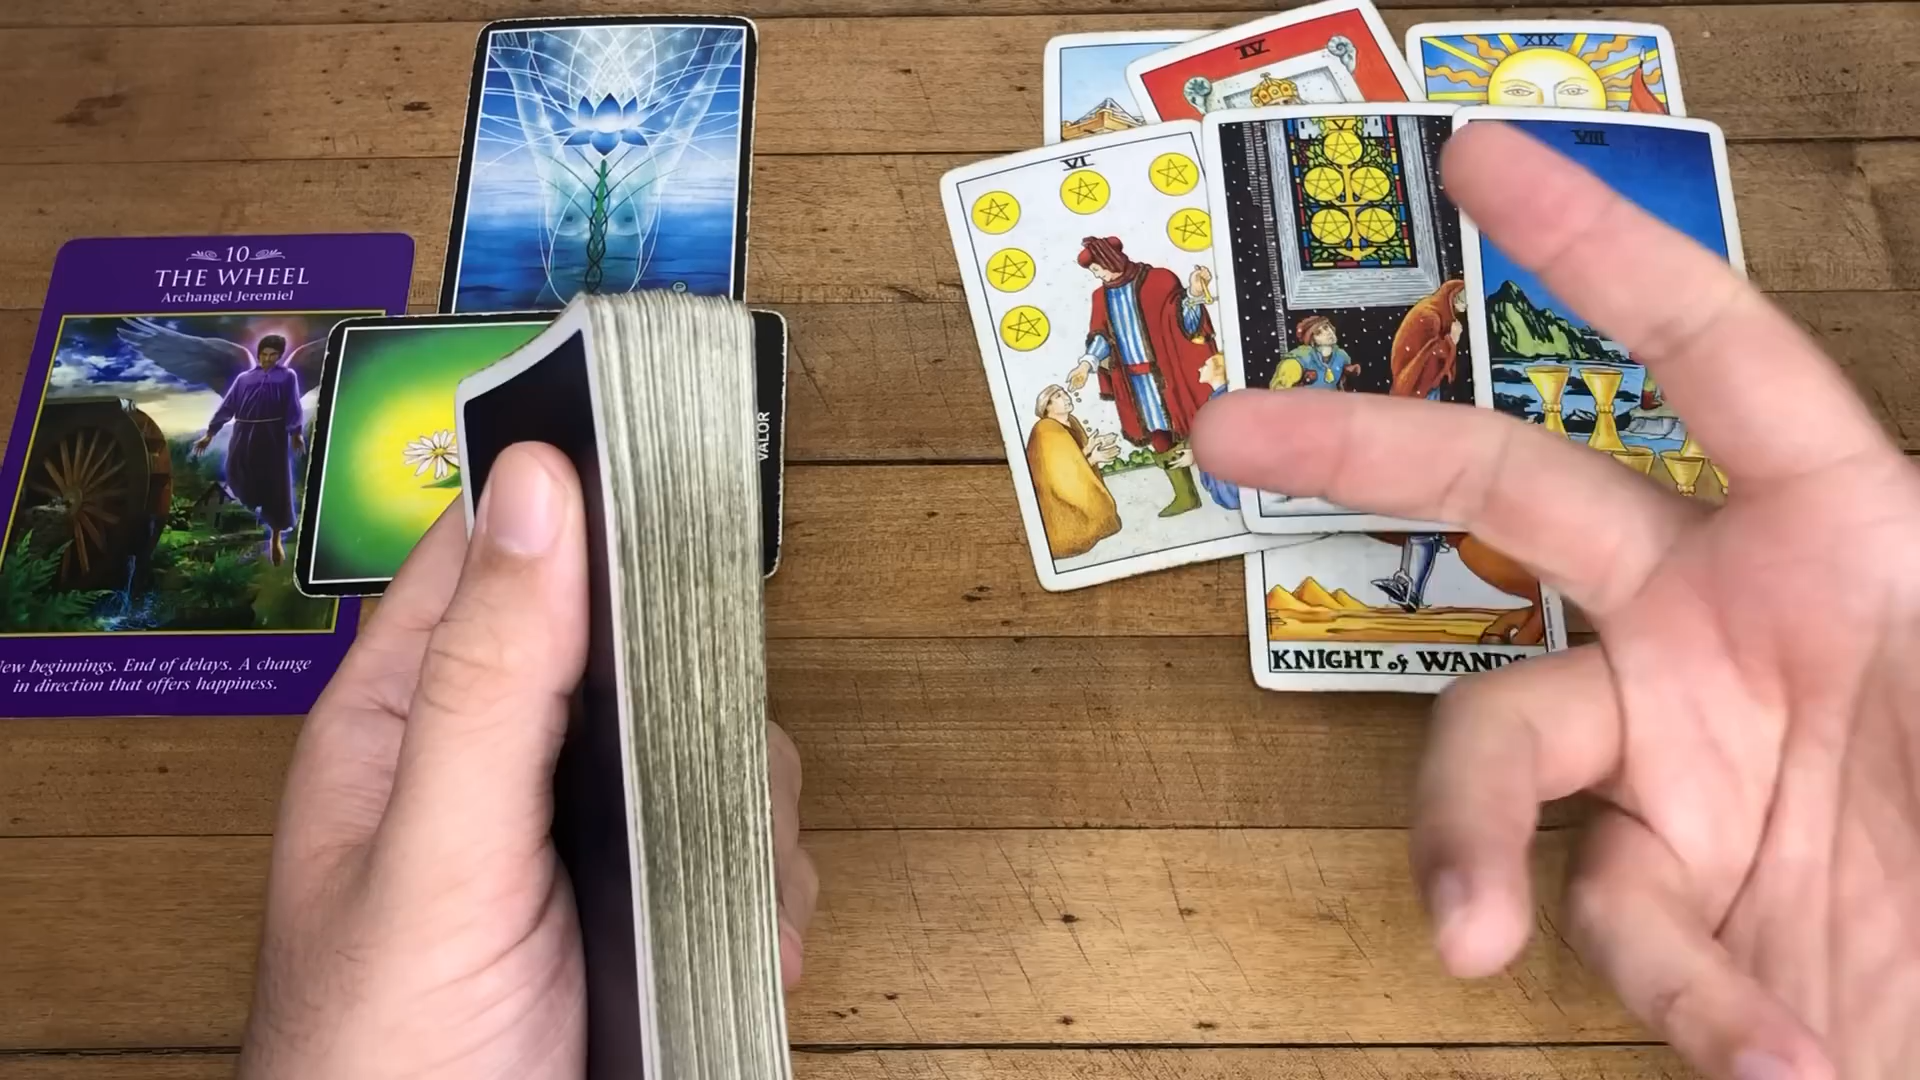 10
THE WHEEL
Archangel Jeremiel
ew beginnings. End of delays. A change
in direction that offers happiness.
VALOR
IV
XIX
VI
V
VIII
KNIGHT of WANDS